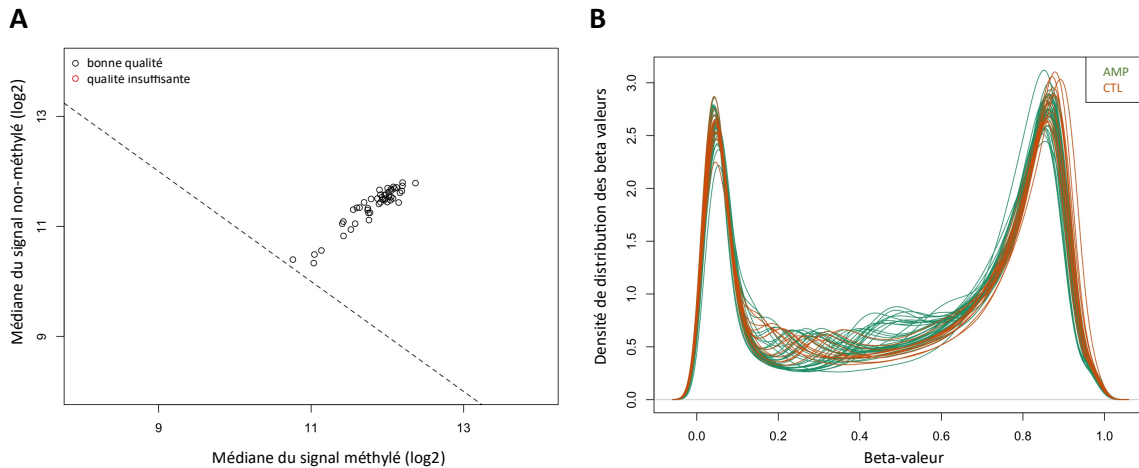 A
bonne qualité
qualité insuffisante
Médiane du signal non-méthylé (log2)
13
11
9
9
11
13
Médiane du signal méthylé (log2)
B
AMP
CTL
Densité de distribution des beta valeurs
3.0
2.5
2.0
1.5
1.0
0.5
0.0
0.0
0.2
0.4
0.6
0.8
1.0
Beta-valeur